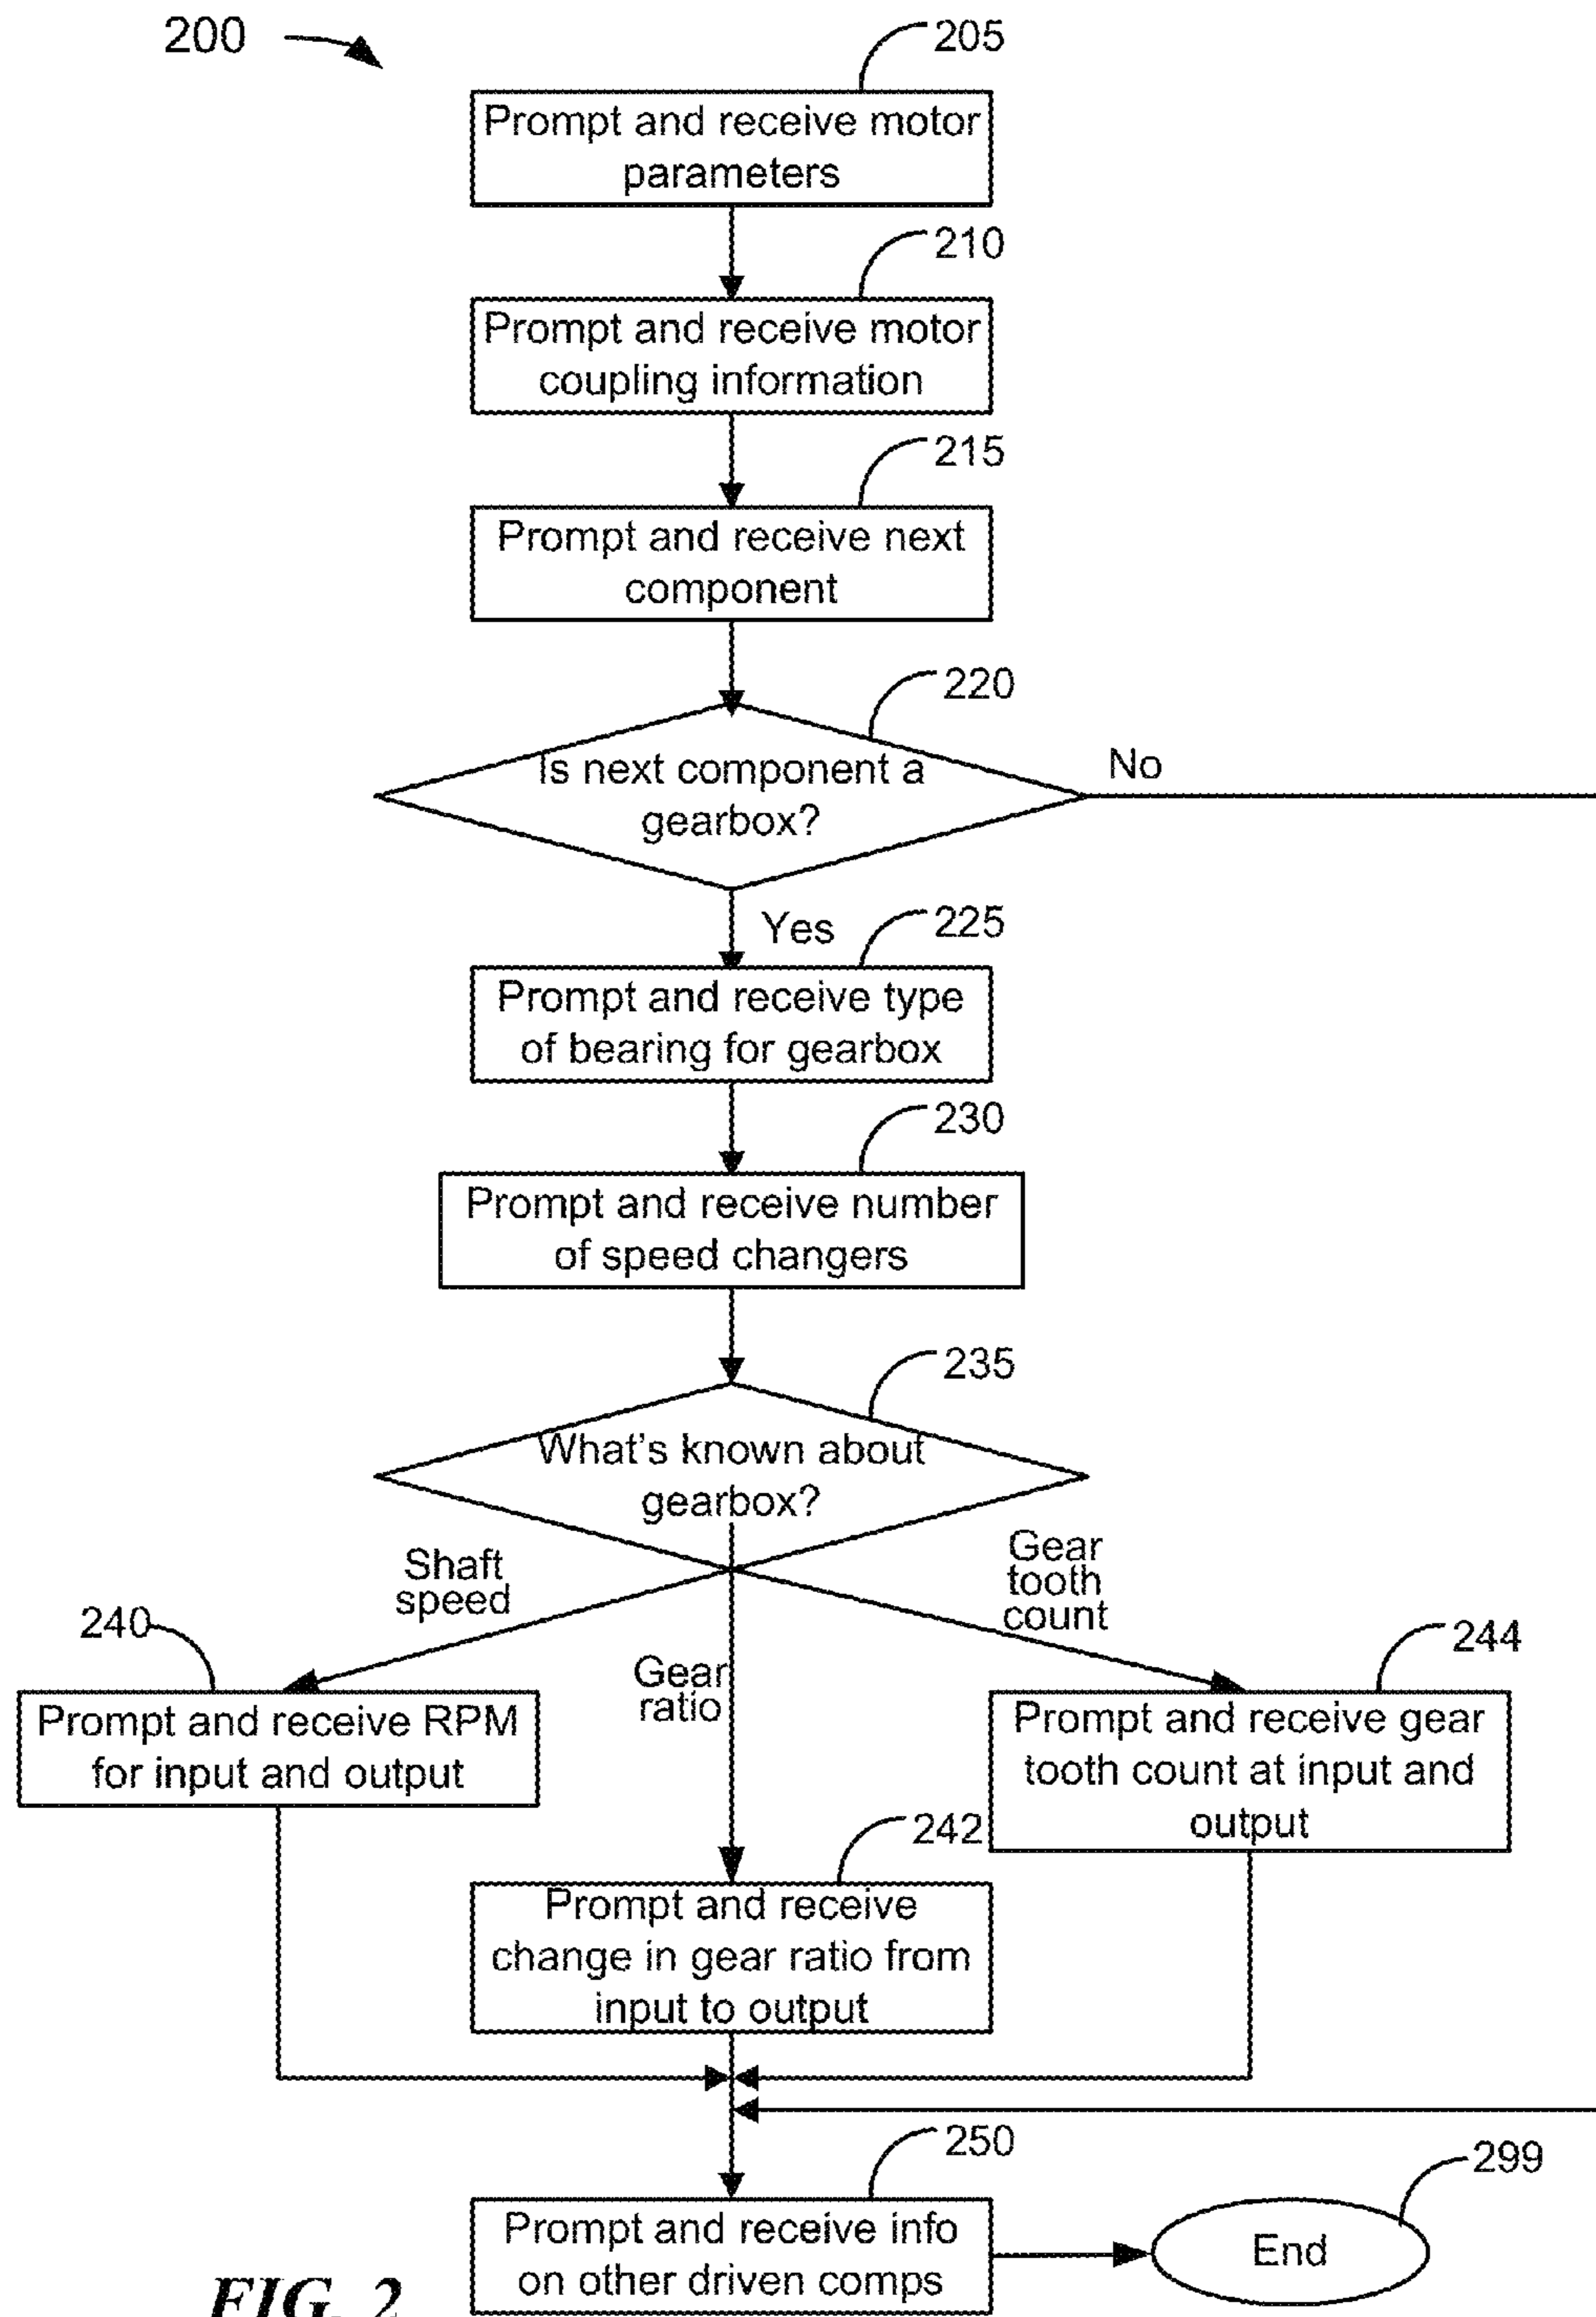 200
205
Prompt and receive motor
parameters
210
Prompt and receive motor
coupling information
215
Prompt and receive next
component
220
Is next component a
gearbox?
No
Yes
225
Prompt and receive type
of bearing for gearbox
230
Prompt and receive number
of speed changers
235
What's known about
gearbox?
Shaft
speed
Gear
ratio
Gear
tooth
count
240
Prompt and receive RPM
for input and output
244
Prompt and receive gear
tooth count at input and
output
242
Prompt and receive
change in gear ratio from
input to output
250
Prompt and receive info
on other driven comps
299
End
FIG. 2